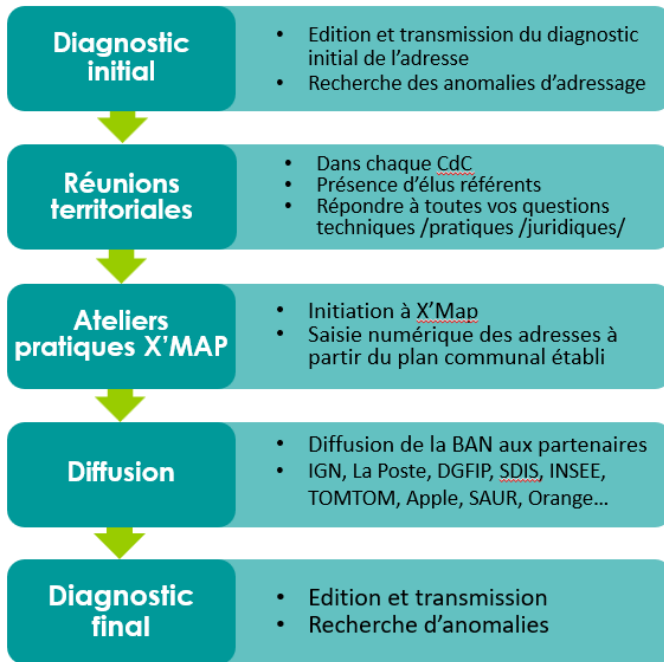 Diagnostic
initial
• Edition et transmission du diagnostic
initial de l'adresse
• Recherche des anomalies d'adressage
Réunions
territoriales
• Dans chaque CdC
• Présence d'élus référents
• Répondre à toutes vos questions
techniques /pratiques /juridiques/
Ateliers
pratiques X'MAP
• Initiation à X'Map
• Saisie numérique des adresses à
partir du plan communal établi
Diffusion
• Diffusion de la BAN aux partenaires
• IGN, La Poste, DGFIP, SDIS, INSEE,
TOMTOM, Apple, SAUR, Orange...
Diagnostic
final
• Edition et transmission
• Recherche d'anomalies